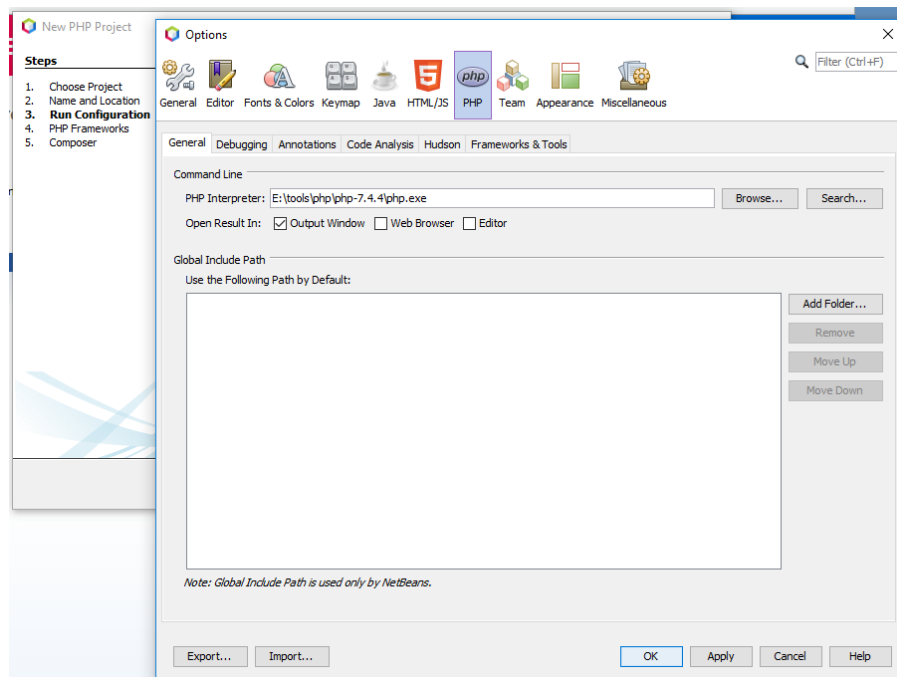 New PHP Project
Steps
1. Choose Project
2. Name and Location
3. Run Configuration
4. PHP Frameworks
5. Composer
Options
General Editor Fonts & Colors Keymap Java HTML/JS PHP Team Appearance Miscellaneous
Filter (Ctrl+F)
General Debugging Annotations Code Analysis Hudson Frameworks & Tools
Command Line
PHP Interpreter: E:\tools\php\php-7.4.4\php.exe Browse... Search...
Open Result In: Output Window Web Browser Editor
Global Include Path
Use the Following Path by Default:
Add Folder...
Remove
Move Up
Move Down
Note: Global Include Path is used only by NetBeans.
Export... Import... OK Apply Cancel Help